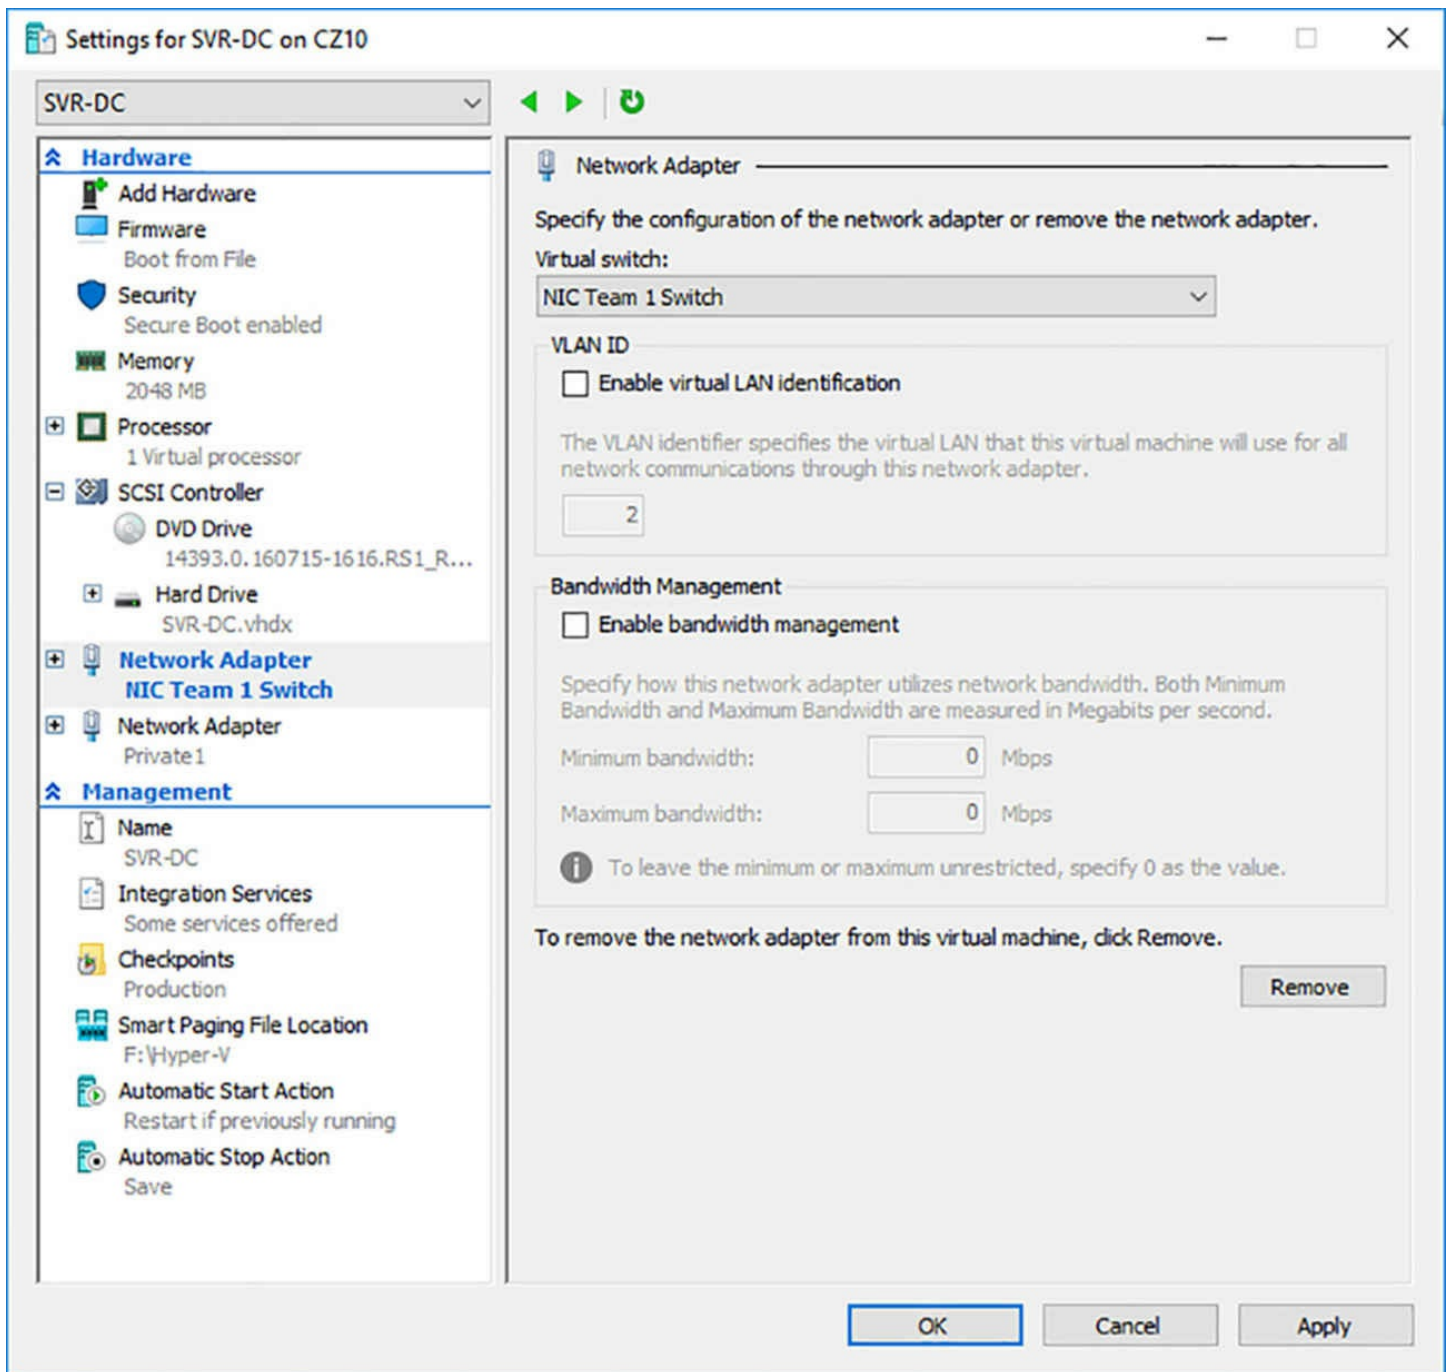 Settings for SVR-DC on CZ10
SVR-DC
Hardware
Add Hardware
Firmware
Boot from File
Security
Secure Boot enabled
Memory
2048 MB
Processor
1 Virtual processor
SCSI Controller
DVD Drive
14393.0.160715-1616.RS1_R...
Hard Drive
SVR-DC.vhdx
Network Adapter
NIC Team 1 Switch
Network Adapter
Private1
Management
Name
SVR-DC
Integration Services
Some services offered
Checkpoints
Production
Smart Paging File Location
F:\Hyper-V
Automatic Start Action
Restart if previously running
Automatic Stop Action
Save
Network Adapter
Specify the configuration of the network adapter or remove the network adapter.
Virtual switch:
NIC Team 1 Switch
VLAN ID
Enable virtual LAN identification
The VLAN identifier specifies the virtual LAN that this virtual machine will use for all
network communications through this network adapter.
2
Bandwidth Management
Enable bandwidth management
Specify how this network adapter utilizes network bandwidth. Both Minimum
Bandwidth and Maximum Bandwidth are measured in Megabits per second.
Minimum bandwidth: 0 Mbps
Maximum bandwidth: 0 Mbps
To leave the minimum or maximum unrestricted, specify 0 as the value.
To remove the network adapter from this virtual machine, click Remove.
Remove
OK Cancel Apply